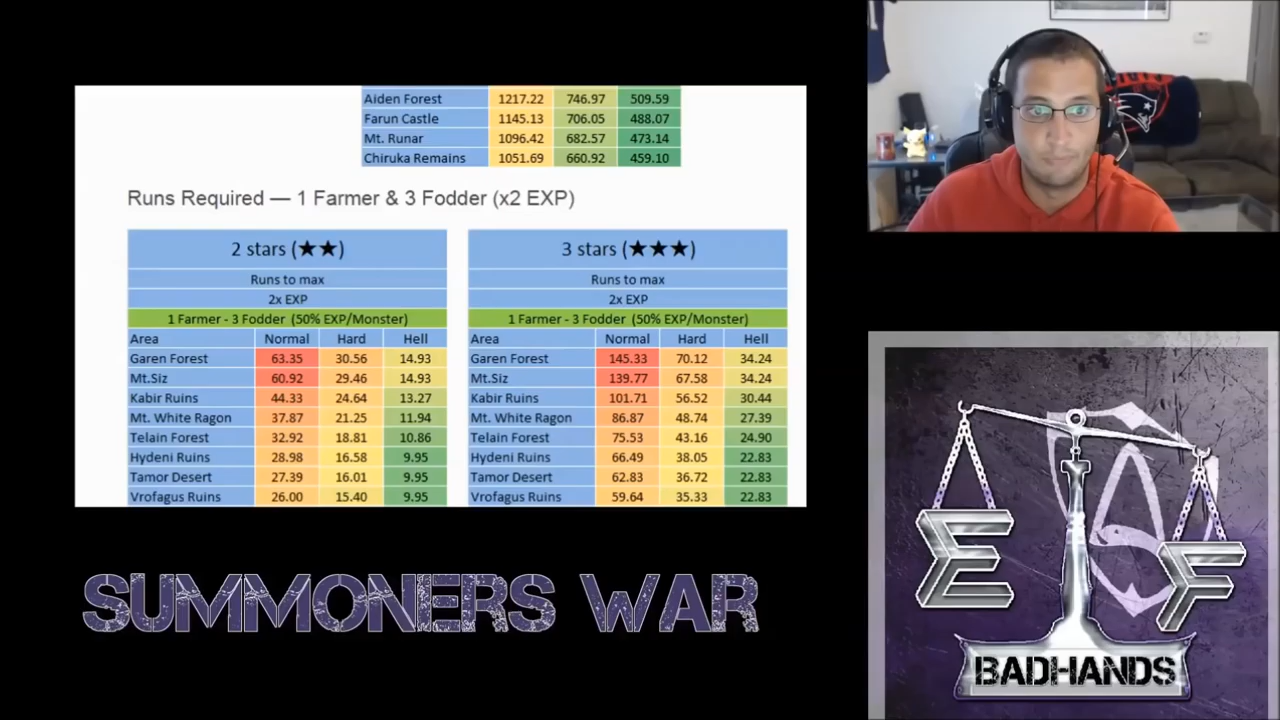 Aiden Forest 1217.22 746.97 509.59
Farun Castle 1145.13 706.05 488.07
Mt. Runar 1096.42 682.57 473.14
Chiruka Remains 1051.69 660.92 459.10
Runs Required — 1 Farmer & 3 Fodder (x2 EXP)
2 stars (★★)
Runs to max
2x EXP
1 Farmer - 3 Fodder (50% EXP/Monster)
Area Normal Hard Hell
Garen Forest 63.35 30.56 14.93
Mt.Siz 60.92 29.46 14.93
Kabir Ruins 44.33 24.64 13.27
Mt. White Ragon 37.87 21.25 11.94
Telain Forest 32.92 18.81 10.86
Hydeni Ruins 28.98 16.58 9.95
Tamor Desert 27.39 16.01 9.95
Vrofagus Ruins 26.00 15.40 9.95
3 stars (★★★)
Runs to max
2x EXP
1 Farmer - 3 Fodder (50% EXP/Monster)
Area Normal Hard Hell
Garen Forest 145.33 70.12 34.24
Mt.Siz 139.77 67.58 34.24
Kabir Ruins 101.71 56.52 30.44
Mt. White Ragon 86.87 48.74 27.39
Telain Forest 75.53 43.16 24.90
Hydeni Ruins 66.49 38.05 22.83
Tamor Desert 62.83 36.72 22.83
Vrofagus Ruins 59.64 35.33 22.83
SUMMONERS WAR
E F
BADHANDS